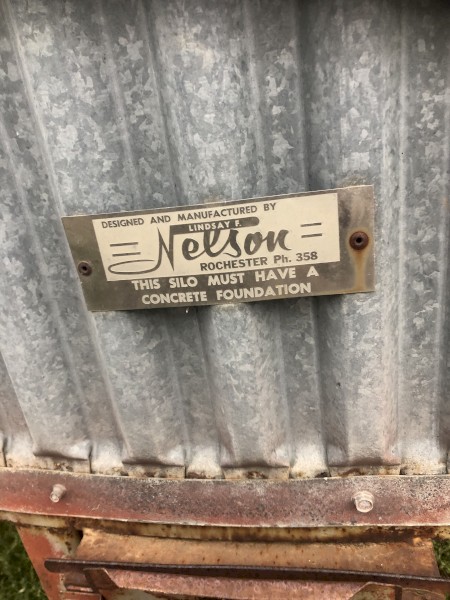 DESIGNED AND MANUFACTURED BY
LINDSAY F.
Nelson
ROCHESTER Ph. 358
THIS SILO MUST HAVE A
CONCRETE FOUNDATION